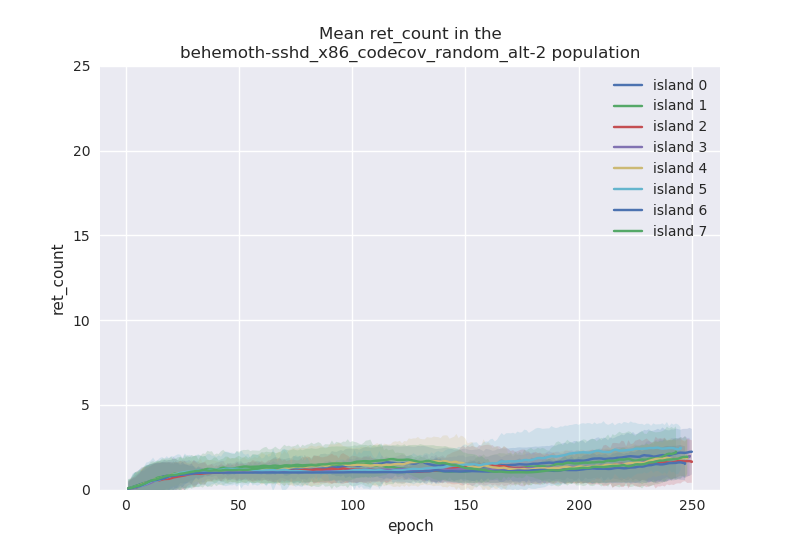 Mean ret_count in the
behemoth-sshd_x86_codecov_random_alt-2 population
25
20
15
10
5
0
ret_count
island 0
island 1
island 2
island 3
island 4
island 5
island 6
island 7
0
50
100
150
200
250
epoch